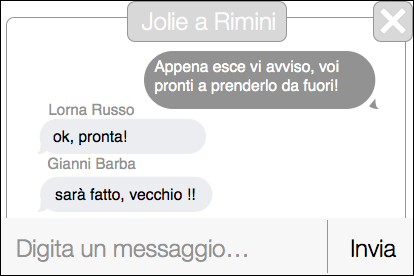 Jolie a Rimini
Appena esce vi avviso, voi
pronti a prenderlo da fuori!
Lorna Russo
ok, pronta!
Gianni Barba
sarà fatto, vecchio !!
Digita un messaggio… Invia